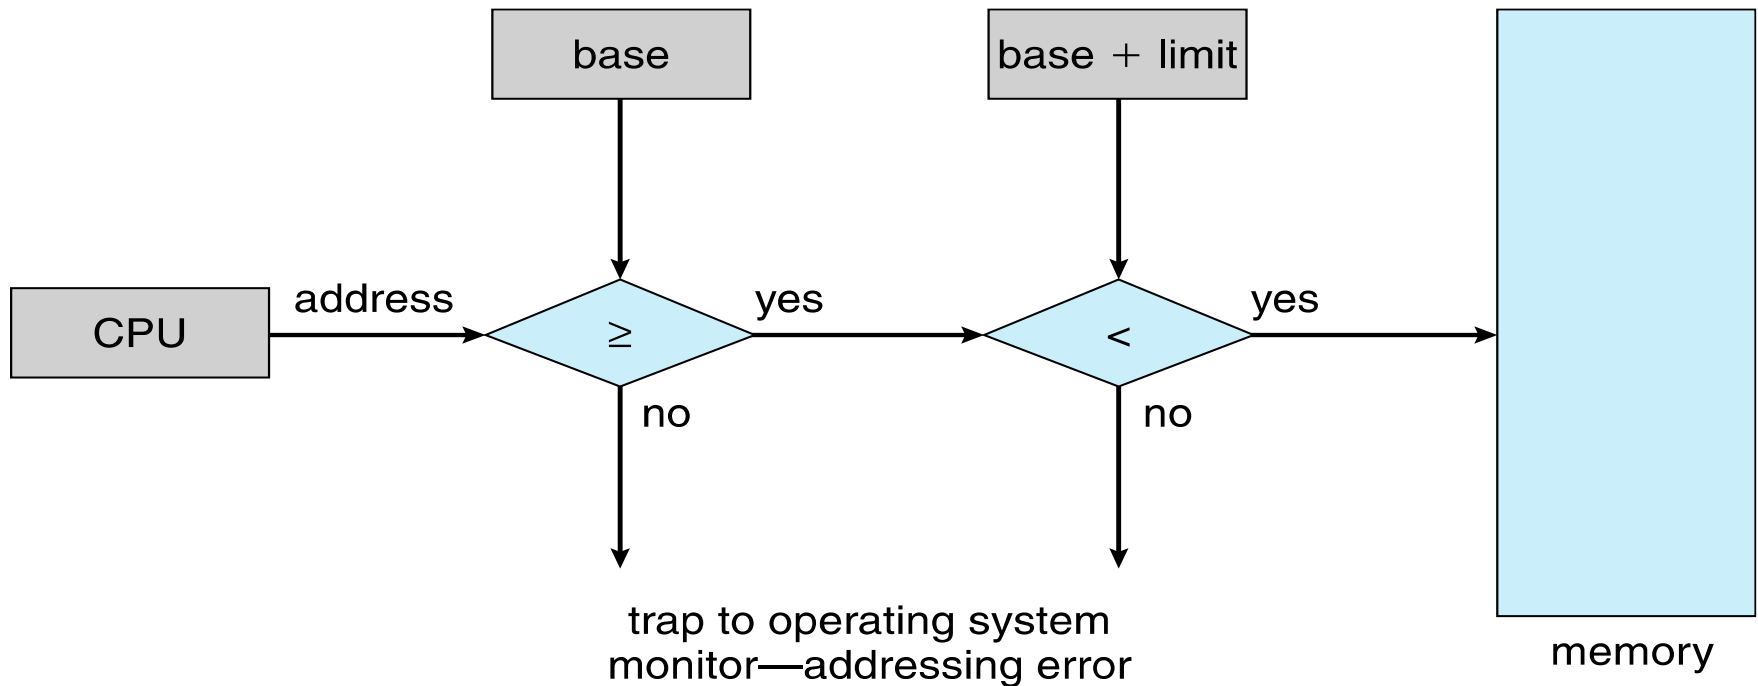 base
base + limit
CPU
address
≥
yes
<
yes
no
no
trap to operating system
monitor—addressing error
memory